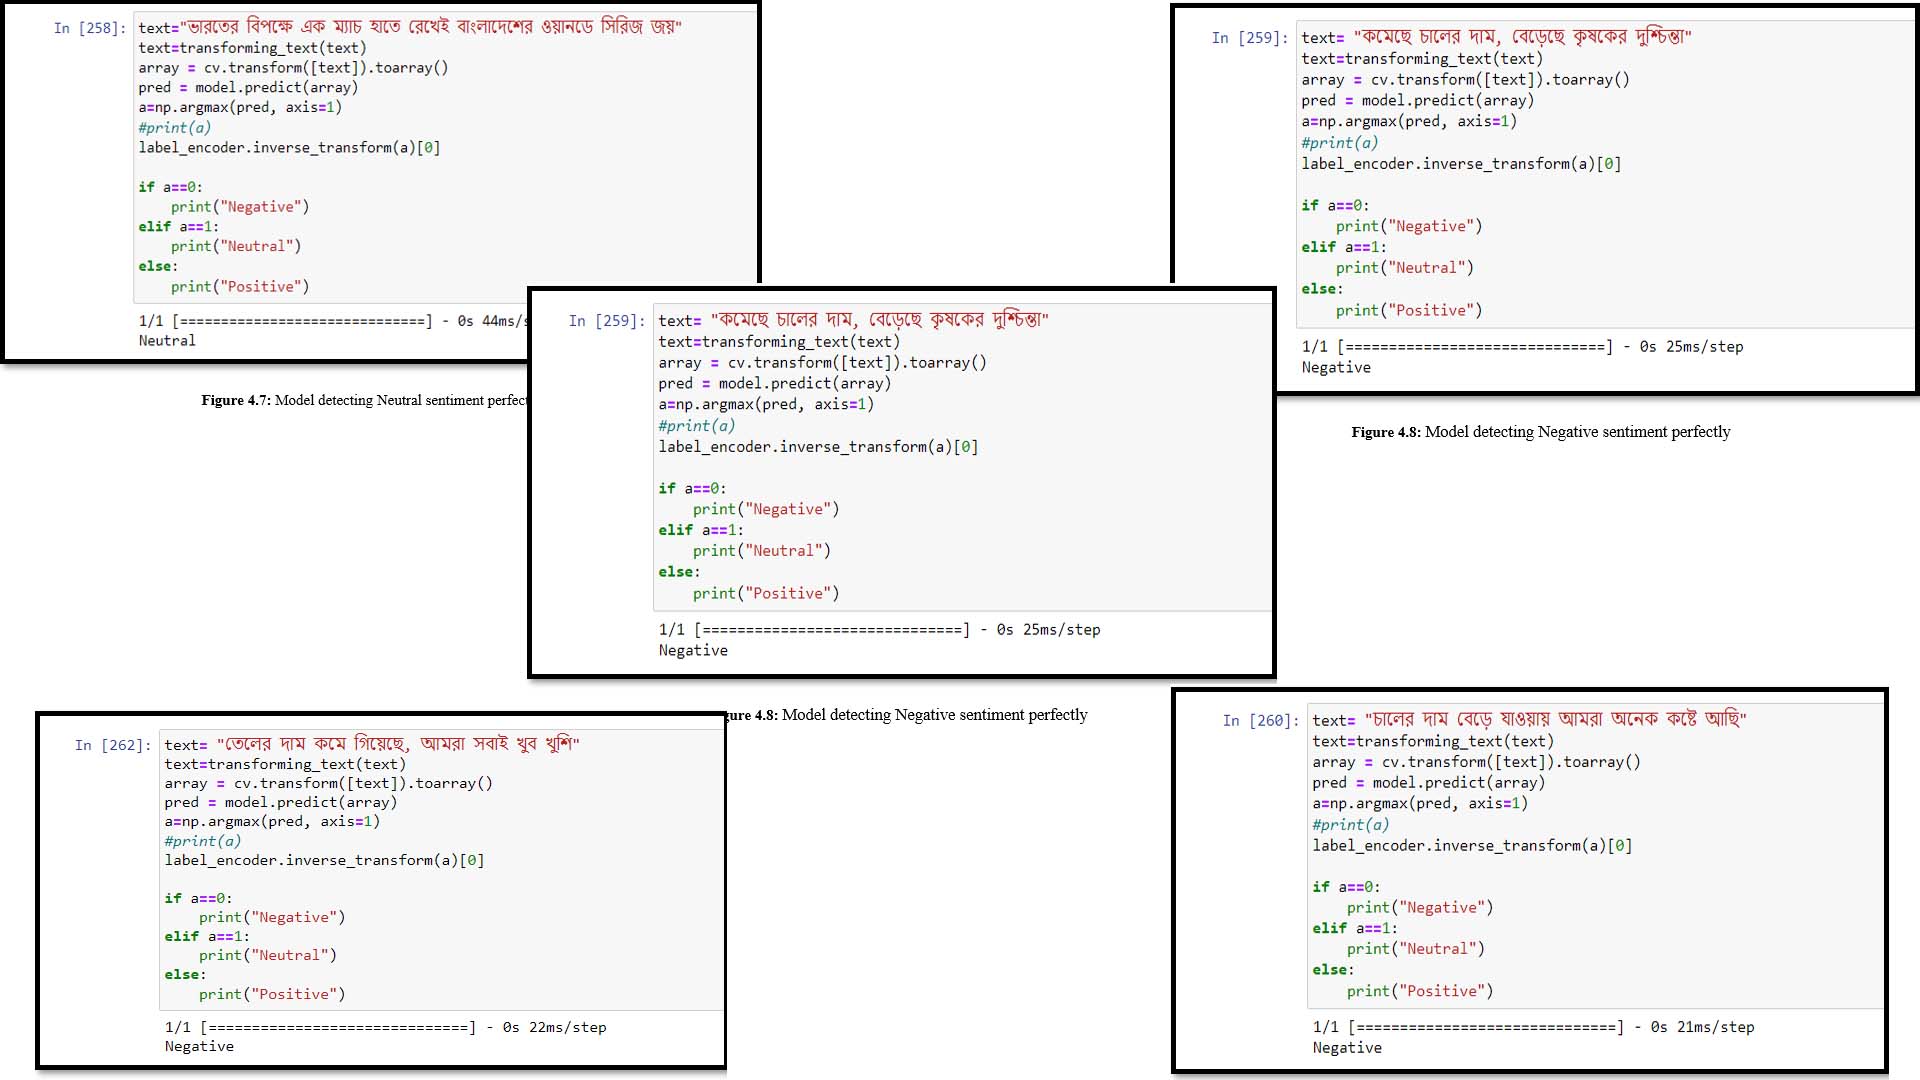 In [258]: text="ভারতের বিপক্ষে এক ম্যাচ হাতে রেখেই বাংলাদেশের ওয়ানডে সিরিজ জয়"
text=transforming_text(text)
array = cv.transform([text]).toarray()
pred = model.predict(array)
a=np.argmax(pred, axis=1)
#print(a)
label_encoder.inverse_transform(a)[0]
if a==0:
print("Negative")
elif a==1:
print("Neutral")
else:
print("Positive")
1/1 [==============================] - 0s 44ms/s
Neutral
Figure 4.7: Model detecting Neutral sentiment perfect
In [259]: text= "কমেছে চালের দাম, বেড়েছে কৃষকের দুশ্চিন্তা"
text=transforming_text(text)
array = cv.transform([text]).toarray()
pred = model.predict(array)
a=np.argmax(pred, axis=1)
#print(a)
label_encoder.inverse_transform(a)[0]
if a==0:
print("Negative")
elif a==1:
print("Neutral")
else:
print("Positive")
1/1 [==============================] - 0s 25ms/step
Negative
Figure 4.8: Model detecting Negative sentiment perfectly
In [259]: text= "কমেছে চালের দাম, বেড়েছে কৃষকের দুশ্চিন্তা"
text=transforming_text(text)
array = cv.transform([text]).toarray()
pred = model.predict(array)
a=np.argmax(pred, axis=1)
#print(a)
label_encoder.inverse_transform(a)[0]
if a==0:
print("Negative")
elif a==1:
print("Neutral")
else:
print("Positive")
1/1 [==============================] - 0s 25ms/step
Negative
gure 4.8: Model detecting Negative sentiment perfectly
In [262]: text= "তেলের দাম কমে গিয়েছে, আমরা সবাই খুব খুশি"
text=transforming_text(text)
array = cv.transform([text]).toarray()
pred = model.predict(array)
a=np.argmax(pred, axis=1)
#print(a)
label_encoder.inverse_transform(a)[0]
if a==0:
print("Negative")
elif a==1:
print("Neutral")
else:
print("Positive")
1/1 [==============================] - 0s 22ms/step
Negative
In [260]: text= "চালের দাম বেড়ে যাওয়ায় আমরা অনেক কষ্টে আছি"
text=transforming_text(text)
array = cv.transform([text]).toarray()
pred = model.predict(array)
a=np.argmax(pred, axis=1)
#print(a)
label_encoder.inverse_transform(a)[0]
if a==0:
print("Negative")
elif a==1:
print("Neutral")
else:
print("Positive")
1/1 [==============================] - 0s 21ms/step
Negative